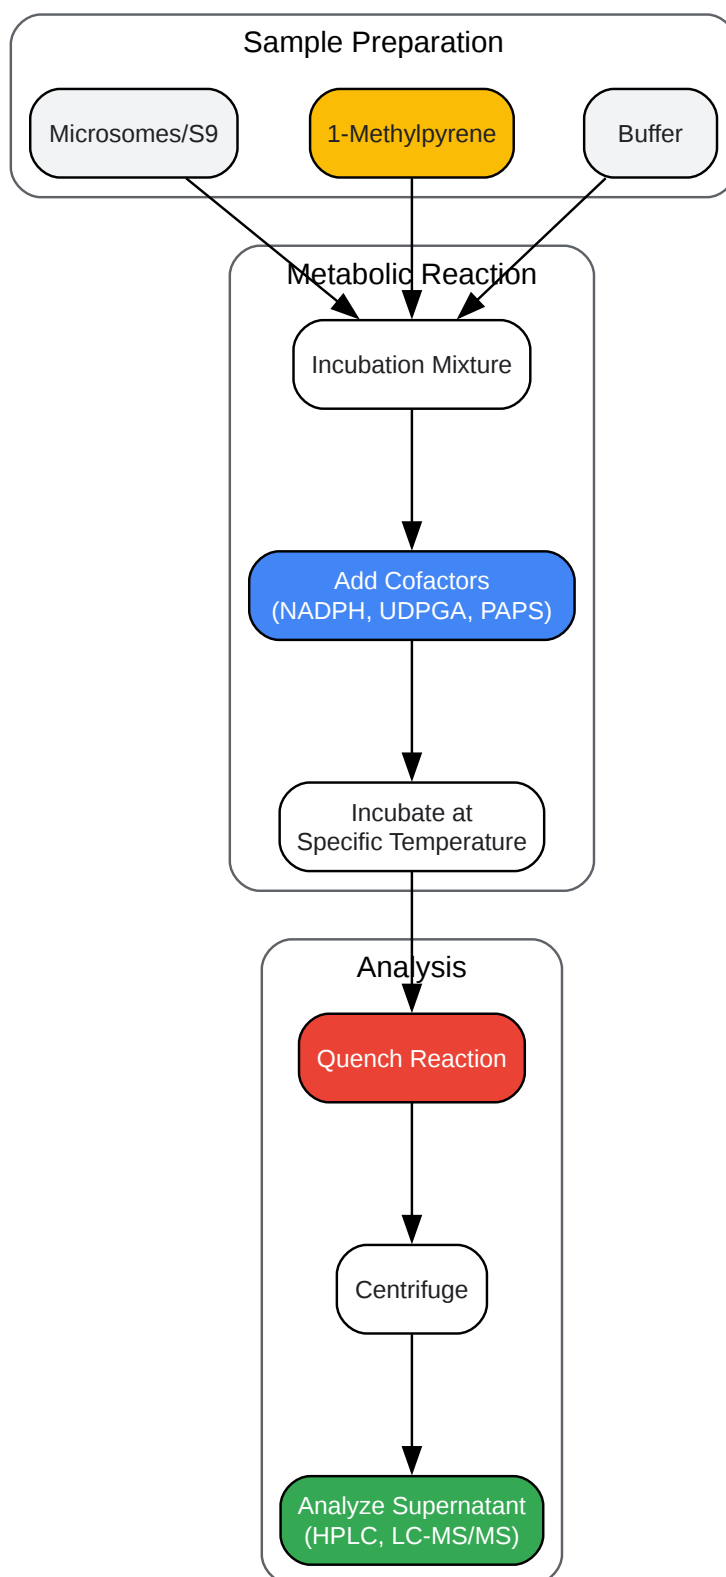 Sample Preparation
Microsomes/S9
1-Methylpyrene
Buffer
Metabolic Reaction
Incubation Mixture
Add Cofactors
(NADPH, UDPGA, PAPS)
Incubate at
Specific Temperature
Analysis
Quench Reaction
Centrifuge
Analyze Supernatant
(HPLC, LC-MS/MS)